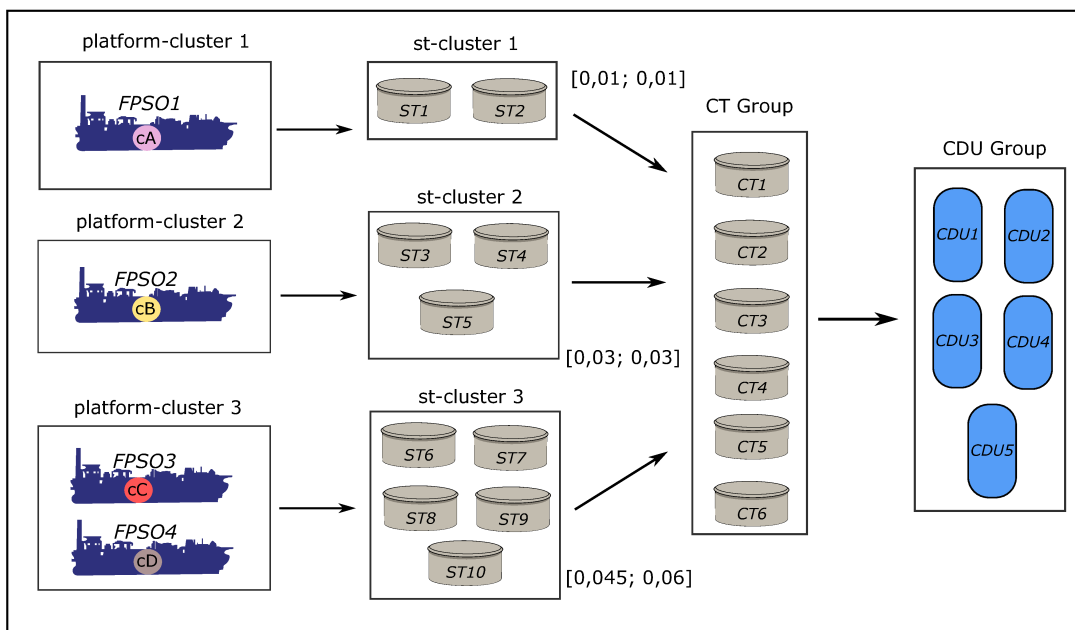 platform-cluster 1
FPSO1
cA
st-cluster 1
ST1
ST2
[0,01; 0,01]
platform-cluster 2
FPSO2
cB
st-cluster 2
ST3
ST4
ST5
[0,03; 0,03]
platform-cluster 3
FPSO3
cC
FPSO4
cD
st-cluster 3
ST6
ST7
ST8
ST9
ST10
[0,045; 0,06]
CT Group
CT1
CT2
CT3
CT4
CT5
CT6
CDU Group
CDU1
CDU2
CDU3
CDU4
CDU5